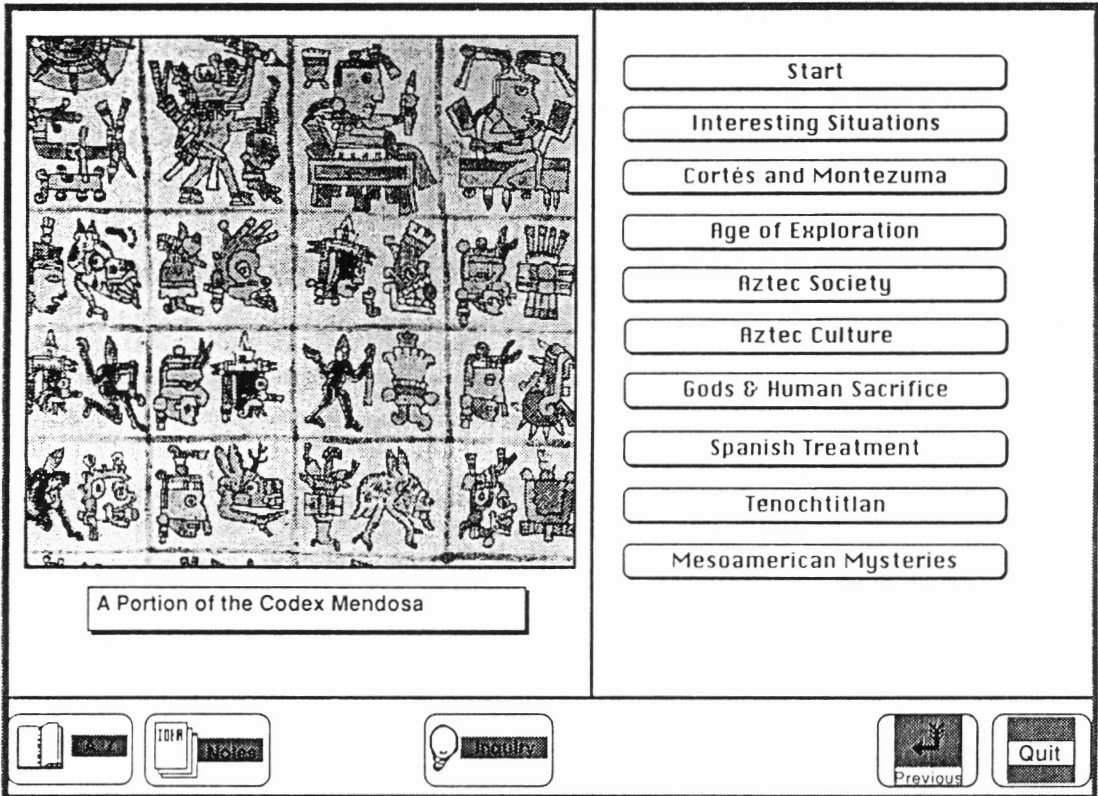 A Portion of the Codex Mendosa
Start
Interesting Situations
Cortés and Montezuma
Age of Exploration
Aztec Society
Aztec Culture
Gods & Human Sacrifice
Spanish Treatment
Tenochtitlan
Mesoamerican Mysteries
A-Z
IDEA
Notes
Inquiry
Previous
Quit